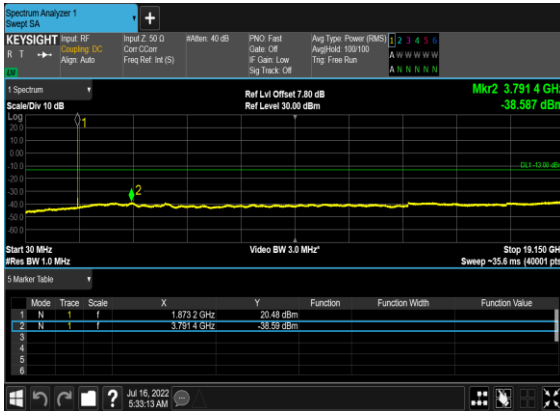 Spectrum Analyzer 1
Swept SA
KEYSIGHT Input: RF Input Z: 50 Ω #Atten: 40 dB PNO: Fast Avg Type: Power (RMS) 1 2 3 4 5 6
R T Coupling: DC Corr CCorr Gate: Off Avg|Hold: 100/100 A W W W W W
Align: Auto Freq Ref: Int (S) IF Gain: Low Trig: Free Run
Sig Track: Off A N N N N N
1 Spectrum Ref Lvl Offset 7.80 dB Mkr2 3.791 4 GHz
Scale/Div 10 dB Ref Level 30.00 dBm -38.587 dBm
Log
20.0 1
10.0
0.00
-10.0 DL1 -13.00 dBm
-20.0
-30.0 2
-40.0
-50.0
-60.0
Start 30 MHz Video BW 3.0 MHz* Stop 19.150 GH
#Res BW 1.0 MHz Sweep ~35.6 ms (40001 pts
5 Marker Table
Mode Trace Scale X Y Function Function Width Function Value
1 N 1 f 1.873 2 GHz 20.48 dBm
2 N 1 f 3.791 4 GHz -38.59 dBm
3
4
5
6
Jul 16, 2022
5:33:13 AM